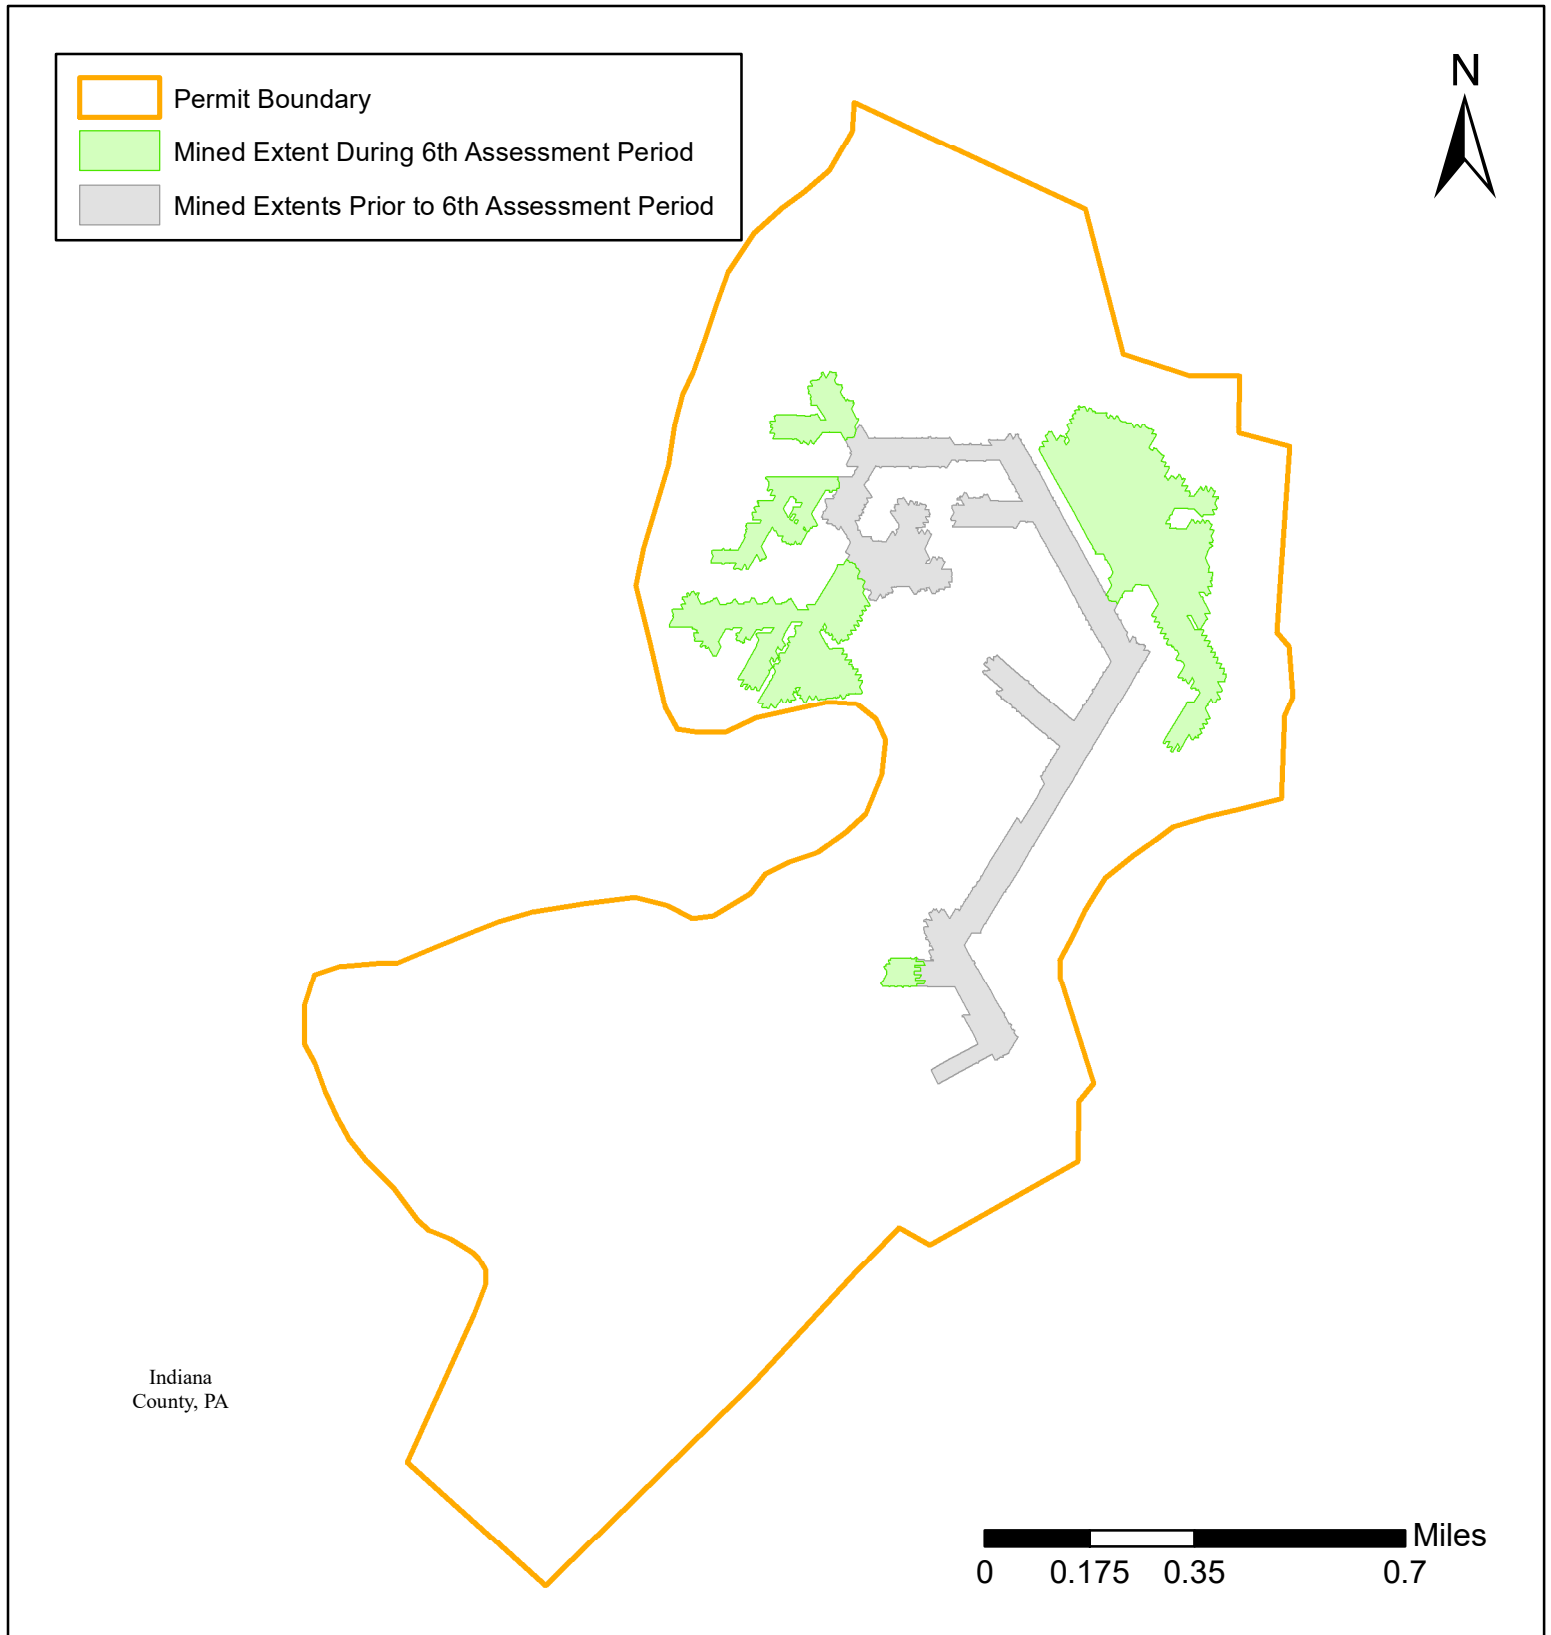 N
Permit Boundary
Mined Extent During 6th Assessment Period
Mined Extents Prior to 6th Assessment Period
Indiana
County, PA
Miles
0 0.175 0.35 0.7